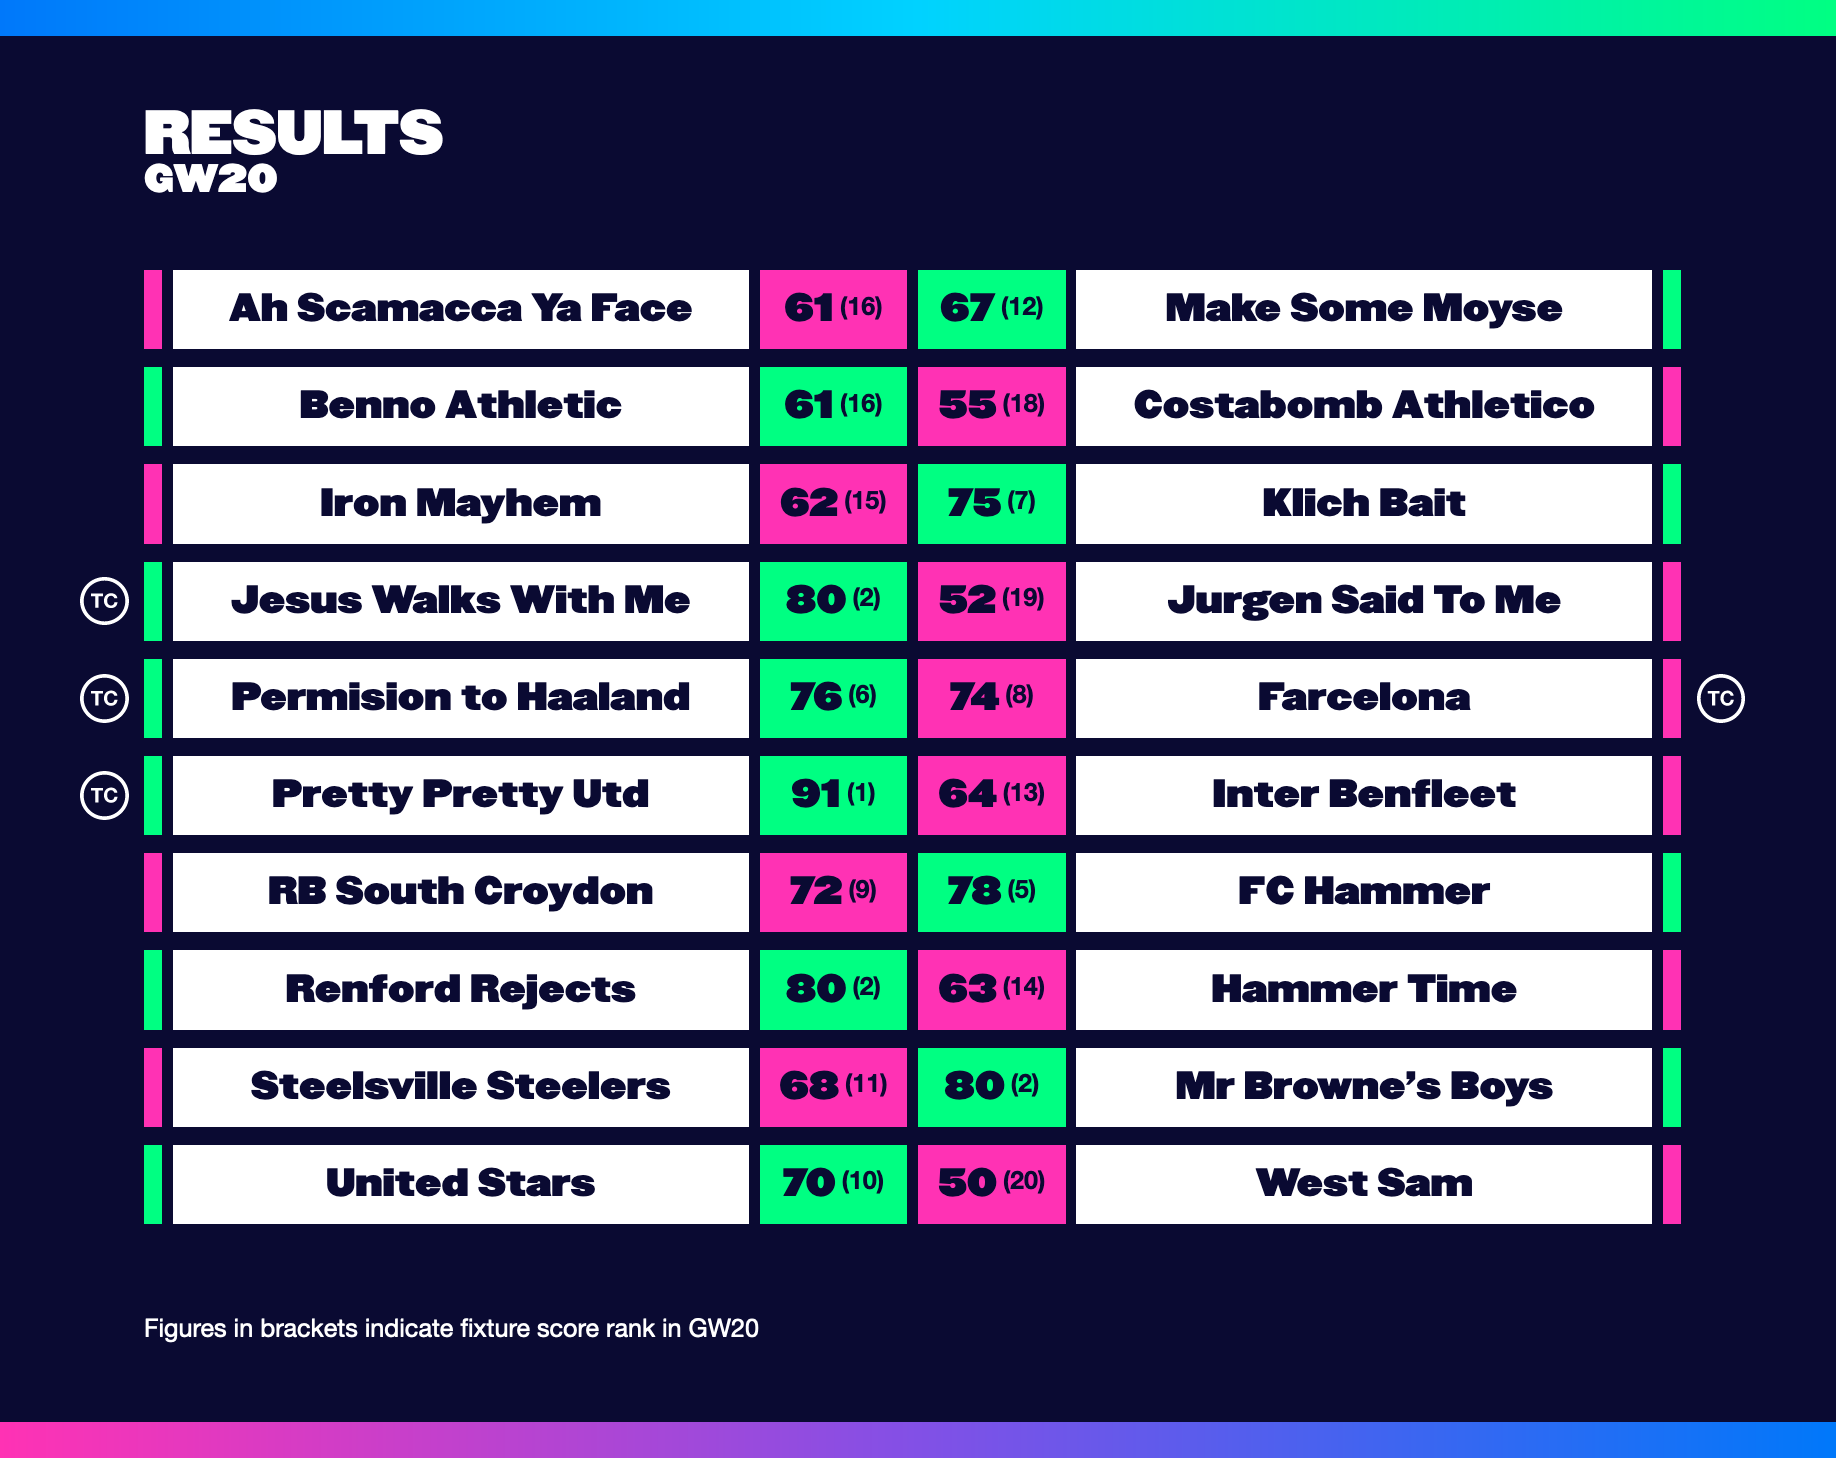 RESULTS
GW20
Ah Scamacca Ya Face 61 (16) 67 (12) Make Some Moyse
Benno Athletic 61 (16) 55 (18) Costabomb Athletico
Iron Mayhem 62 (15) 75 (7) Klich Bait
TC Jesus Walks With Me 80 (2) 52 (19) Jurgen Said To Me
TC Permision to Haaland 76 (6) 74 (8) Farcelona TC
TC Pretty Pretty Utd 91 (1) 64 (13) Inter Benfleet
RB South Croydon 72 (9) 78 (5) FC Hammer
Renford Rejects 80 (2) 63 (14) Hammer Time
Steelsville Steelers 68 (11) 80 (2) Mr Browne’s Boys
United Stars 70 (10) 50 (20) West Sam
Figures in brackets indicate fixture score rank in GW20